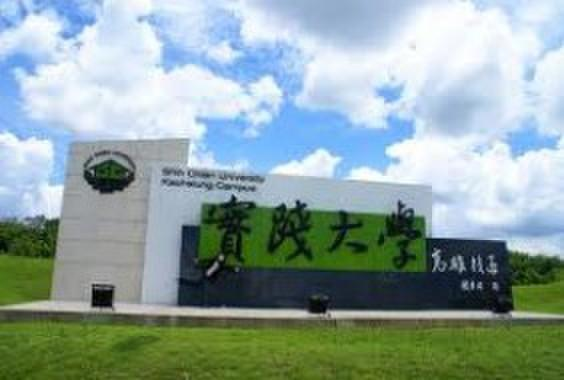 Shih Chien University
Kaohsiung Campus
實踐大學
高雄校區